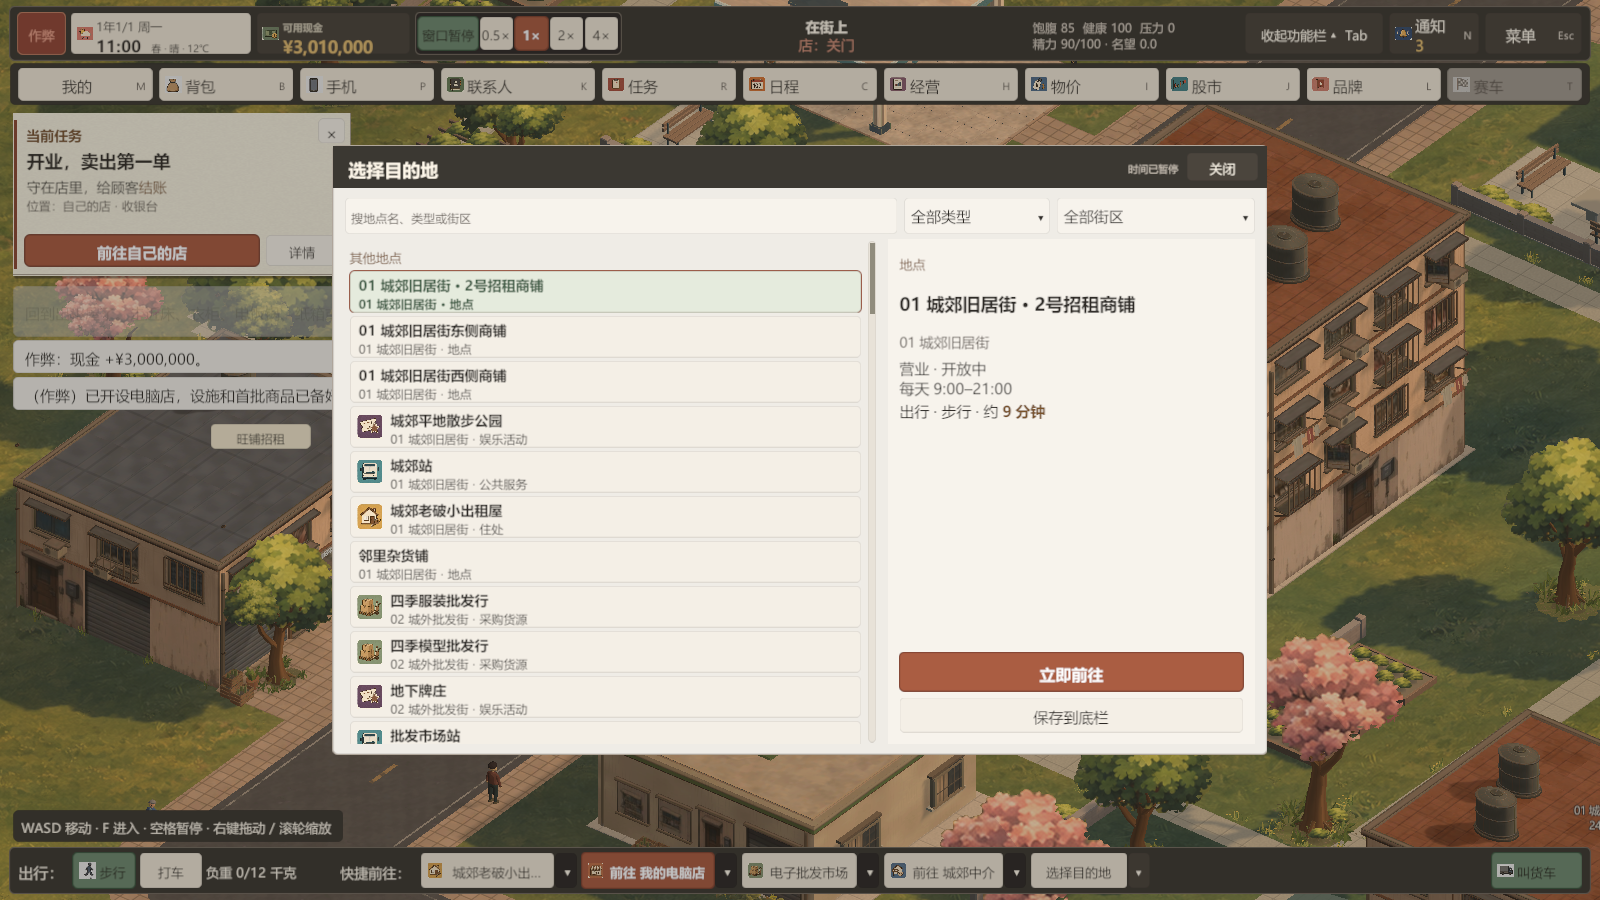 作弊
1年1/1 周一
11:00 春 · 晴 · 12°C
可用现金
¥3,010,000
窗口暂停
0.5×
1×
2×
4×
在街上
店：关门
饱腹 85 健康 100 压力 0
精力 90/100 · 名望 0.0
收起功能栏 ▴ Tab
通知
3
N
菜单 Esc
我的 M
背包 B
手机 P
联系人 K
任务 R
日程 C
经营 H
物价 I
股市 J
品牌 L
赛车 T
当前任务
×
开业，卖出第一单
守在店里，给顾客结账
位置：自己的店 · 收银台
前往自己的店
详情
作弊：现金 +¥3,000,000。
（作弊）已开设电脑店，设施和首批商品已备好
旺铺招租
选择目的地
时间已暂停
关闭
搜地点名、类型或街区
全部类型
全部街区
其他地点
01 城郊旧居街 • 2号招租商铺
01 城郊旧居街 · 地点
01 城郊旧居街东侧商铺
01 城郊旧居街 · 地点
01 城郊旧居街西侧商铺
01 城郊旧居街 · 地点
城郊平地散步公园
01 城郊旧居街 · 娱乐活动
城郊站
01 城郊旧居街 · 公共服务
城郊老破小出租屋
01 城郊旧居街 · 住处
邻里杂货铺
01 城郊旧居街 · 地点
四季服装批发行
02 城外批发街 · 采购货源
四季模型批发行
02 城外批发街 · 采购货源
地下牌庄
02 城外批发街 · 娱乐活动
批发市场站
地点
01 城郊旧居街 • 2号招租商铺
01 城郊旧居街
营业 · 开放中
每天 9:00–21:00
出行 · 步行 · 约 9 分钟
立即前往
保存到底栏
WASD 移动 · F 进入 · 空格暂停 · 右键拖动 / 滚轮缩放
01 城
24
出行：
步行
打车
负重 0/12 千克
快捷前往：
城郊老破小出...
前往 我的电脑店
电子批发市场
前往 城郊中介
选择目的地
叫货车